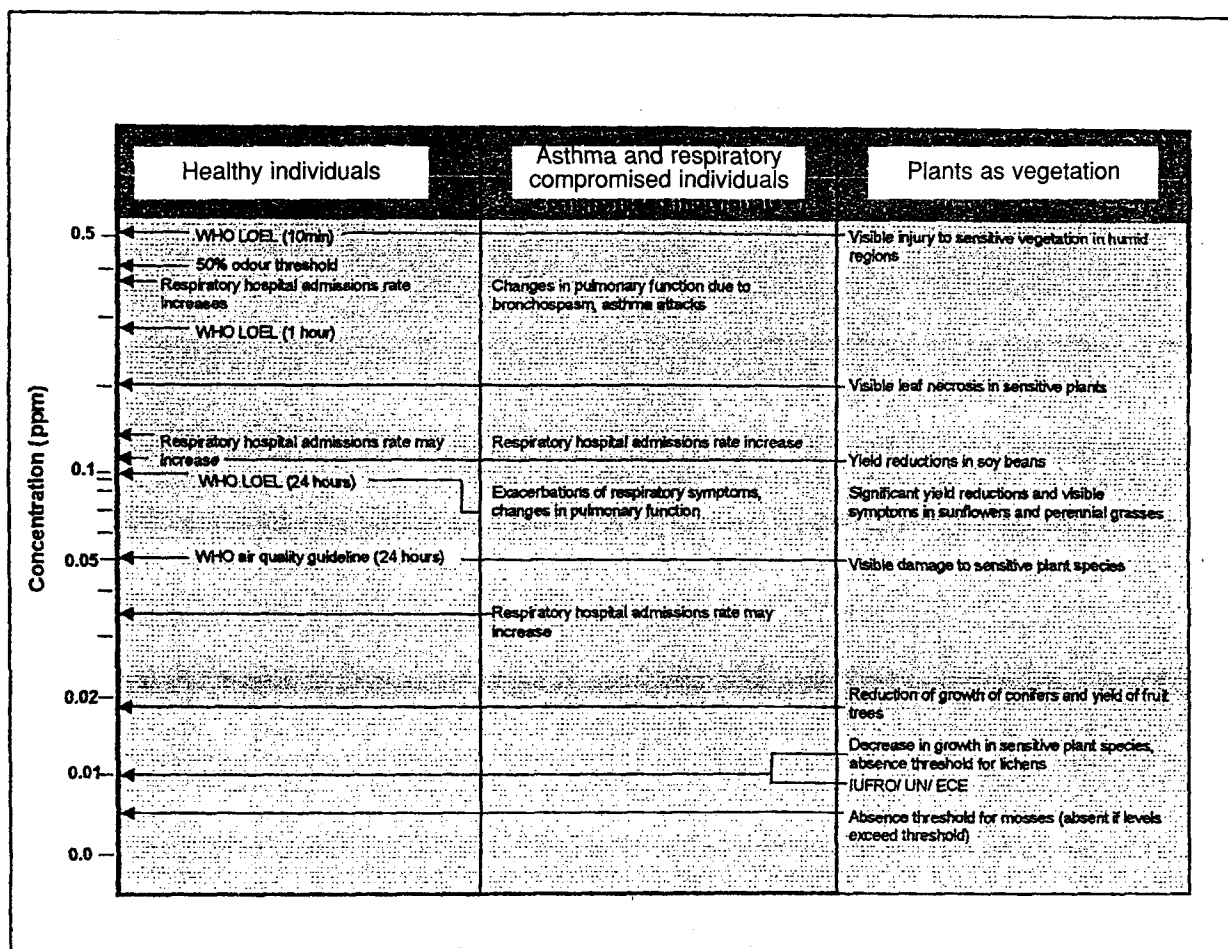 Healthy individuals
Asthma and respiratory
compromised individuals
Plants as vegetation
Concentration (ppm)
0.5
0.1
0.05
0.02
0.01
0.0
WHO LOEL (10min)
50% odour threshold
Respiratory hospital admissions rate
increases
WHO LOEL (1 hour)
Respiratory hospital admissions rate may
increase
WHO LOEL (24 hours)
WHO air quality guideline (24 hours)
Changes in pulmonary function due to
bronchospasm, asthma attacks
Respiratory hospital admissions rate increase
Exacerbations of respiratory symptoms,
changes in pulmonary function
Respiratory hospital admissions rate may
increase
Visible injury to sensitive vegetation in humid
regions
Visible leaf necrosis in sensitive plants
Yield reductions in soy beans
Significant yield reductions and visible
symptoms in sunflowers and perennial grasses
Visible damage to sensitive plant species
Reduction of growth of conifers and yield of fruit
trees
Decrease in growth in sensitive plant species,
absence threshold for lichens
IUFRO/ UN/ ECE
Absence threshold for mosses (absent if levels
exceed threshold)